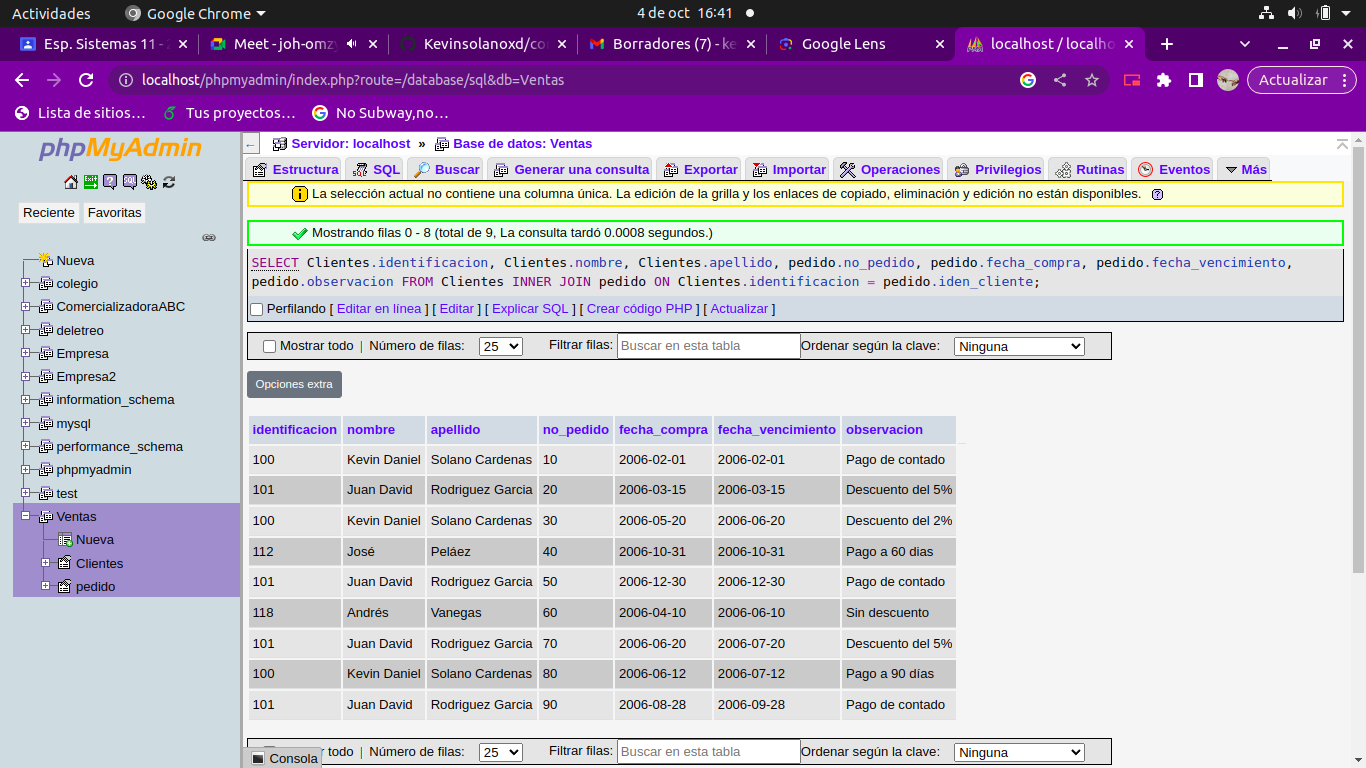 Actividades Google Chrome 4 de oct 16:41
Esp. Sistemas 11 - 2 Meet - joh-omzy Kevinsolanoxd/co Borradores (7) - ke Google Lens localhost / localho
localhost/phpmyadmin/index.php?route=/database/sql&db=Ventas Actualizar
Lista de sitios… Tus proyectos… No Subway,no…
phpMyAdmin
Reciente Favoritas
Nueva
colegio
ComercializadoraABC
deletreo
Empresa
Empresa2
information_schema
mysql
performance_schema
phpmyadmin
test
Ventas
Nueva
Clientes
pedido
Servidor: localhost » Base de datos: Ventas
Estructura SQL Buscar Generar una consulta Exportar Importar Operaciones Privilegios Rutinas Eventos Más
La selección actual no contiene una columna única. La edición de la grilla y los enlaces de copiado, eliminación y edición no están disponibles.
Mostrando filas 0 - 8 (total de 9, La consulta tardó 0.0008 segundos.)
SELECT Clientes.identificacion, Clientes.nombre, Clientes.apellido, pedido.no_pedido, pedido.fecha_compra, pedido.fecha_vencimiento,
pedido.observacion FROM Clientes INNER JOIN pedido ON Clientes.identificacion = pedido.iden_cliente;
Perfilando [ Editar en línea ] [ Editar ] [ Explicar SQL ] [ Crear código PHP ] [ Actualizar ]
Mostrar todo | Número de filas: 25 Filtrar filas: Buscar en esta tabla Ordenar según la clave: Ninguna
Opciones extra
identificacion nombre apellido no_pedido fecha_compra fecha_vencimiento observacion
100 Kevin Daniel Solano Cardenas 10 2006-02-01 2006-02-01 Pago de contado
101 Juan David Rodriguez Garcia 20 2006-03-15 2006-03-15 Descuento del 5%
100 Kevin Daniel Solano Cardenas 30 2006-05-20 2006-06-20 Descuento del 2%
112 José Peláez 40 2006-10-31 2006-10-31 Pago a 60 dias
101 Juan David Rodriguez Garcia 50 2006-12-30 2006-12-30 Pago de contado
118 Andrés Vanegas 60 2006-04-10 2006-06-10 Sin descuento
101 Juan David Rodriguez Garcia 70 2006-06-20 2006-07-20 Descuento del 5%
100 Kevin Daniel Solano Cardenas 80 2006-06-12 2006-07-12 Pago a 90 días
101 Juan David Rodriguez Garcia 90 2006-08-28 2006-09-28 Pago de contado
todo | Número de filas: 25 Filtrar filas: Buscar en esta tabla Ordenar según la clave: Ninguna
Consola